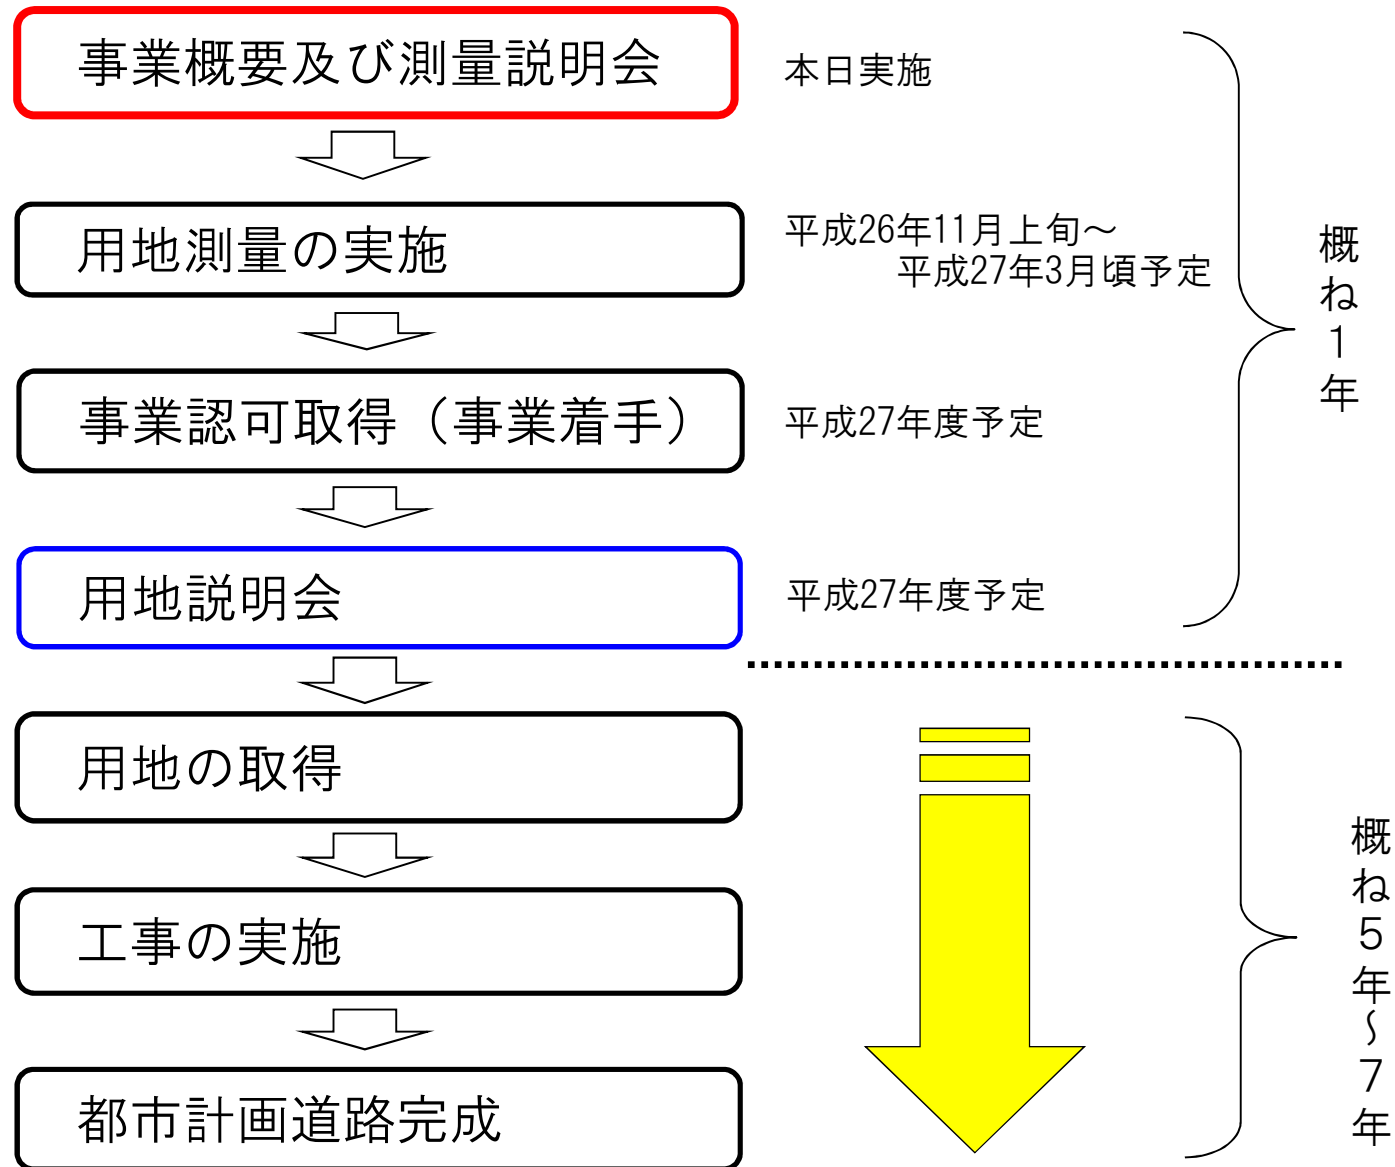 事業概要及び測量説明会
本日実施
用地測量の実施
平成26年11月上旬～
平成27年3月頃予定
事業認可取得（事業着手）
平成27年度予定
用地説明会
平成27年度予定
概ね１年
用地の取得
工事の実施
都市計画道路完成
概ね５年～７年